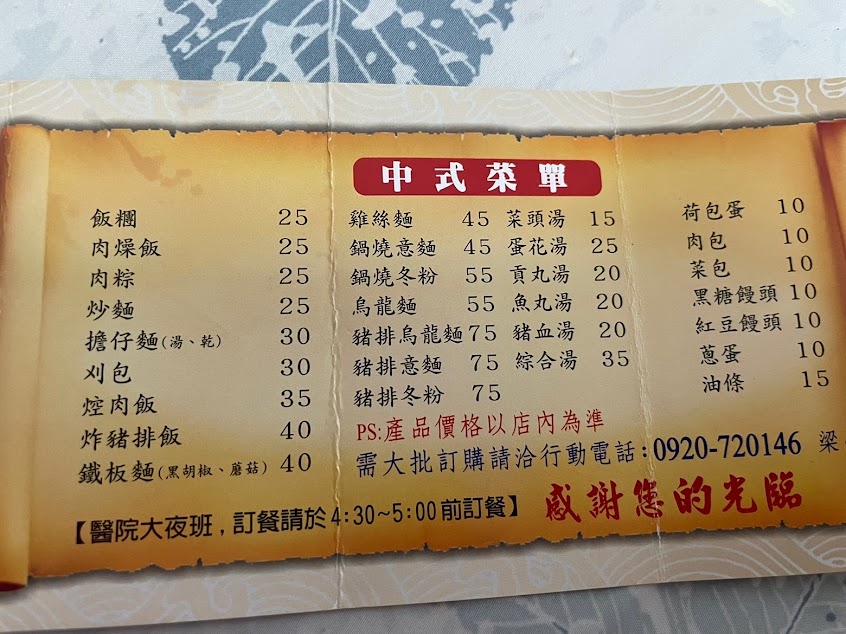 中式菜單
飯糰 25
肉燥飯 25
肉粽 25
炒麵 25
擔仔麵(湯、乾) 30
刈包 30
焢肉飯 35
炸豬排飯 40
鐵板麵(黑胡椒、蘑菇) 40
雞絲麵 45
鍋燒意麵 45
鍋燒冬粉 55
烏龍麵 55
豬排烏龍麵 75
豬排意麵 75
豬排冬粉 75
菜頭湯 15
蛋花湯 25
貢丸湯 20
魚丸湯 20
豬血湯 20
綜合湯 35
荷包蛋 10
肉包 10
菜包 10
黑糖饅頭 10
紅豆饅頭 10
蔥蛋 10
油條 15
PS:產品價格以店內為準
需大批訂購請洽行動電話:0920-720146 梁
【醫院大夜班,訂餐請於4:30~5:00前訂餐】
感謝您的光臨